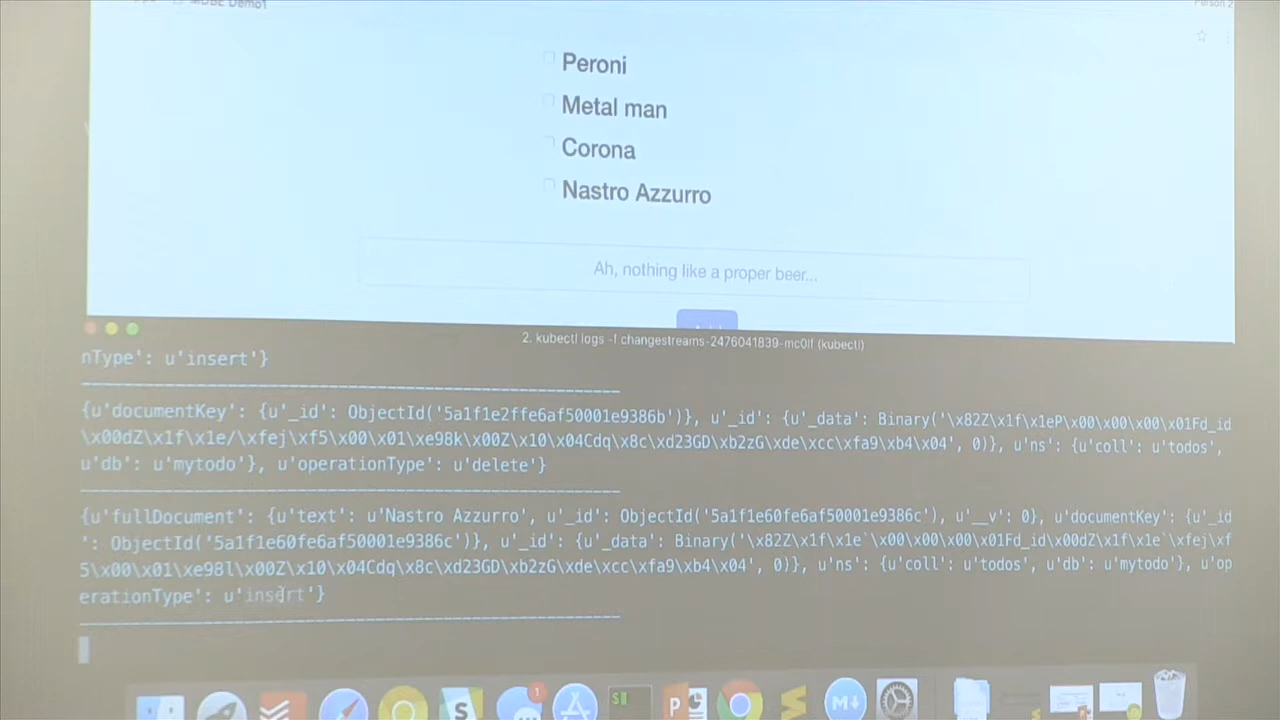 MDBE Demo1
Person 2
Peroni
Metal man
Corona
Nastro Azzurro
Ah, nothing like a proper beer...
2. kubectl logs -f changestreams-2476041839-mc0lf (kubectl)
nType': u'insert'}
{u'documentKey': {u'_id': ObjectId('5a1f1e2ffe6af50001e9386b')}, u'_id': {u'_data': Binary('\x82Z\x1f\x1eP\x00\x00\x00\x01Fd_id
\x00dZ\x1f\x1e/\xfej\xf5\x00\x01\xe98k\x00Z\x10\x04Cdq\x8c\xd23GD\xb2zG\xde\xcc\xfa9\xb4\x04', 0)}, u'ns': {u'coll': u'todos',
u'db': u'mytodo'}, u'operationType': u'delete'}
{u'fullDocument': {u'text': u'Nastro Azzurro', u'_id': ObjectId('5a1f1e60fe6af50001e9386c'), u'__v': 0}, u'documentKey': {u'_id
': ObjectId('5a1f1e60fe6af50001e9386c')}, u'_id': {u'_data': Binary('\x82Z\x1f\x1e`\x00\x00\x00\x01Fd_id\x00dZ\x1f\x1e`\xfej\xf
5\x00\x01\xe98l\x00Z\x10\x04Cdq\x8c\xd23GD\xb2zG\xde\xcc\xfa9\xb4\x04', 0)}, u'ns': {u'coll': u'todos', u'db': u'mytodo'}, u'op
erationType': u'insert'}
1
S
$
P
M